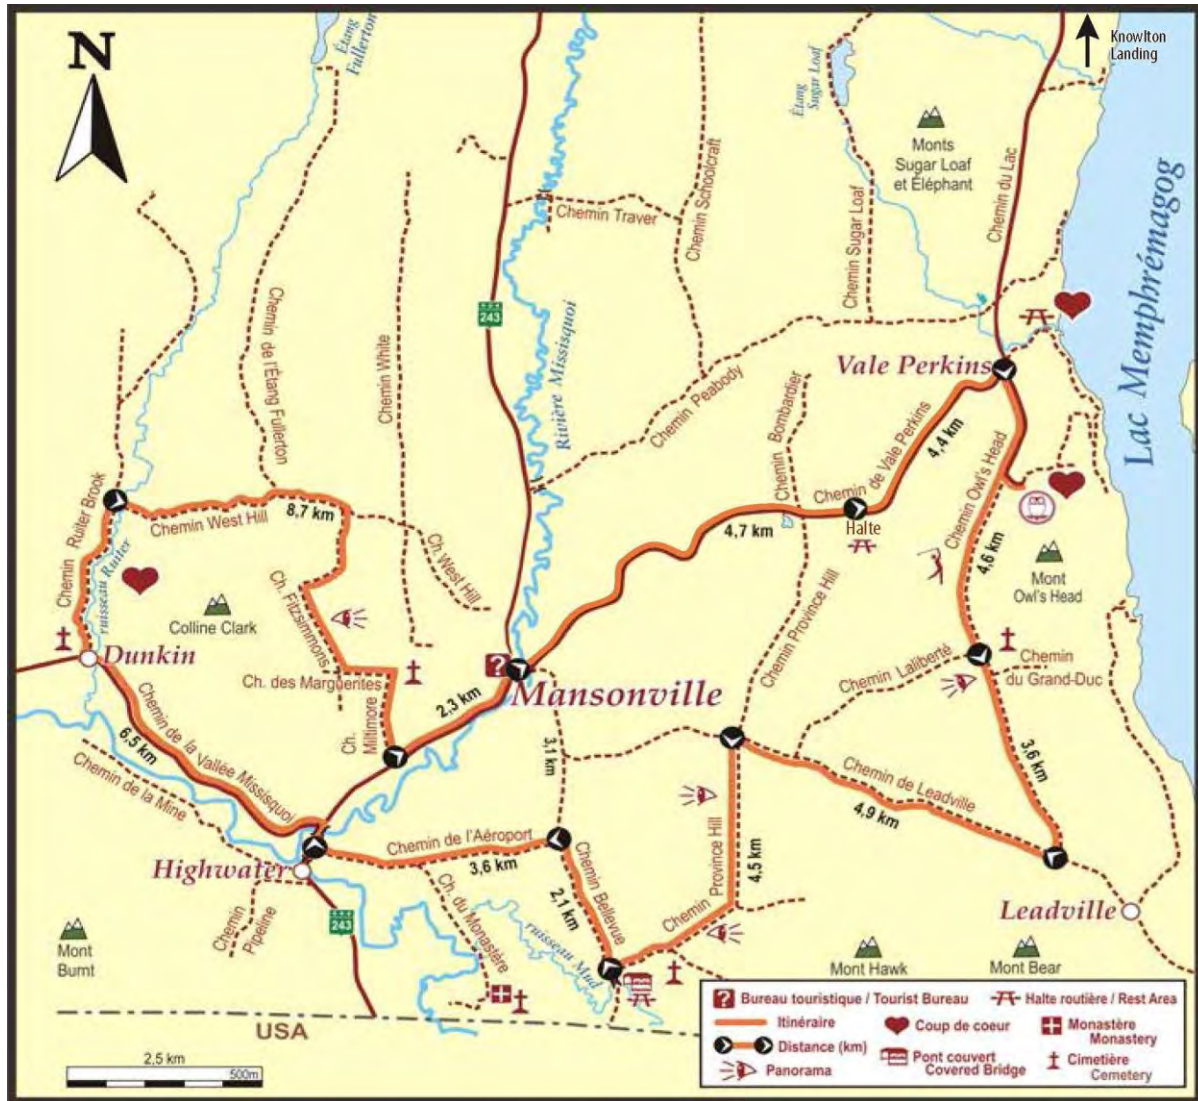 N
Étang
Fullerton
Knowlton
Landing
Étang
Sugar Loaf
Monts
Sugar Loaf
et Éléphant
Chemin du Lac
Lac Memphrémagog
Chemin Schoolcraft
Chemin Traver
Chemin Sugar Loaf
243
Rivière Missisquoi
Chemin de l'Étang Fullerton
Chemin White
Chemin Peabody
Chemin Bombardier
Vale Perkins
Chemin de Vale Perkins
4,4 km
Chemin Owl's Head
4,6 km
Chemin Ruiter Brook
ruisseau Ruiter
Chemin West Hill
8,7 km
Ch. West Hill
4,7 km
Halte
Mont
Owl's Head
Colline Clark
Ch. Fitzsimmons
Chemin Province Hill
Dunkin
Ch. des Marguerites
Ch.
Miltimore
2,3 km
?
Mansonville
Chemin Laliberté
Chemin
du Grand-Duc
Chemin de la Vallée Missisquoi
6,5 km
Chemin de la Mine
3,1 km
3,6 km
Chemin de Leadville
4,9 km
Chemin de l'Aéroport
3,6 km
Chemin Province Hill
4,5 km
Highwater
Chemin
Pipeline
243
Ch. du Monastère
Chemin Bellevue
2,1 km
ruisseau Mud
Leadville
Mont
Burnt
Mont Hawk
Mont Bear
USA
2,5 km
500m
? Bureau touristique / Tourist Bureau
Halte routière / Rest Area
Itinéraire
Coup de coeur
Monastère
Monastery
Distance (km)
Pont couvert
Covered Bridge
Cimetière
Cemetery
Panorama